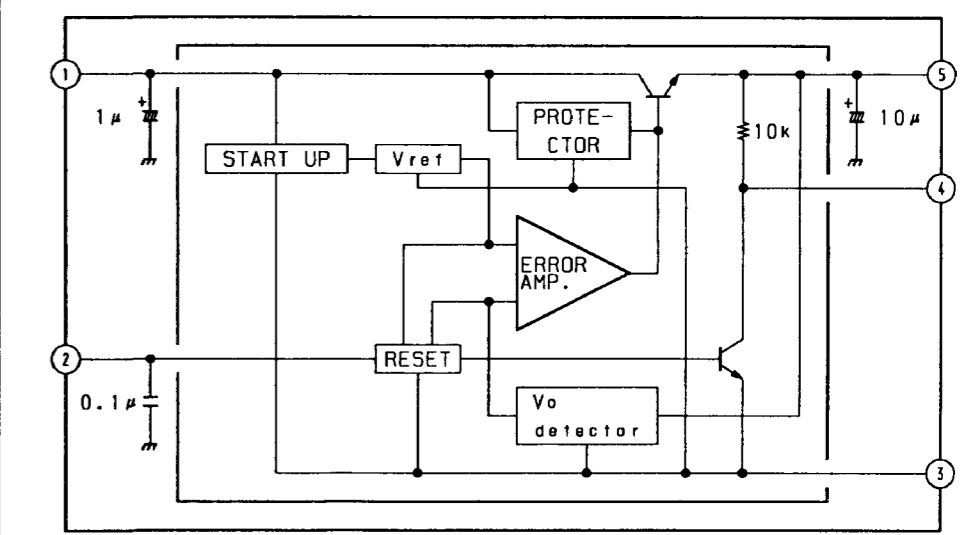 1
5
+
1μ
PROTE-
CTOR
10K
+
10μ
START UP
Vref
4
ERROR
AMP.
2
RESET
0.1μ
Vo
detector
3